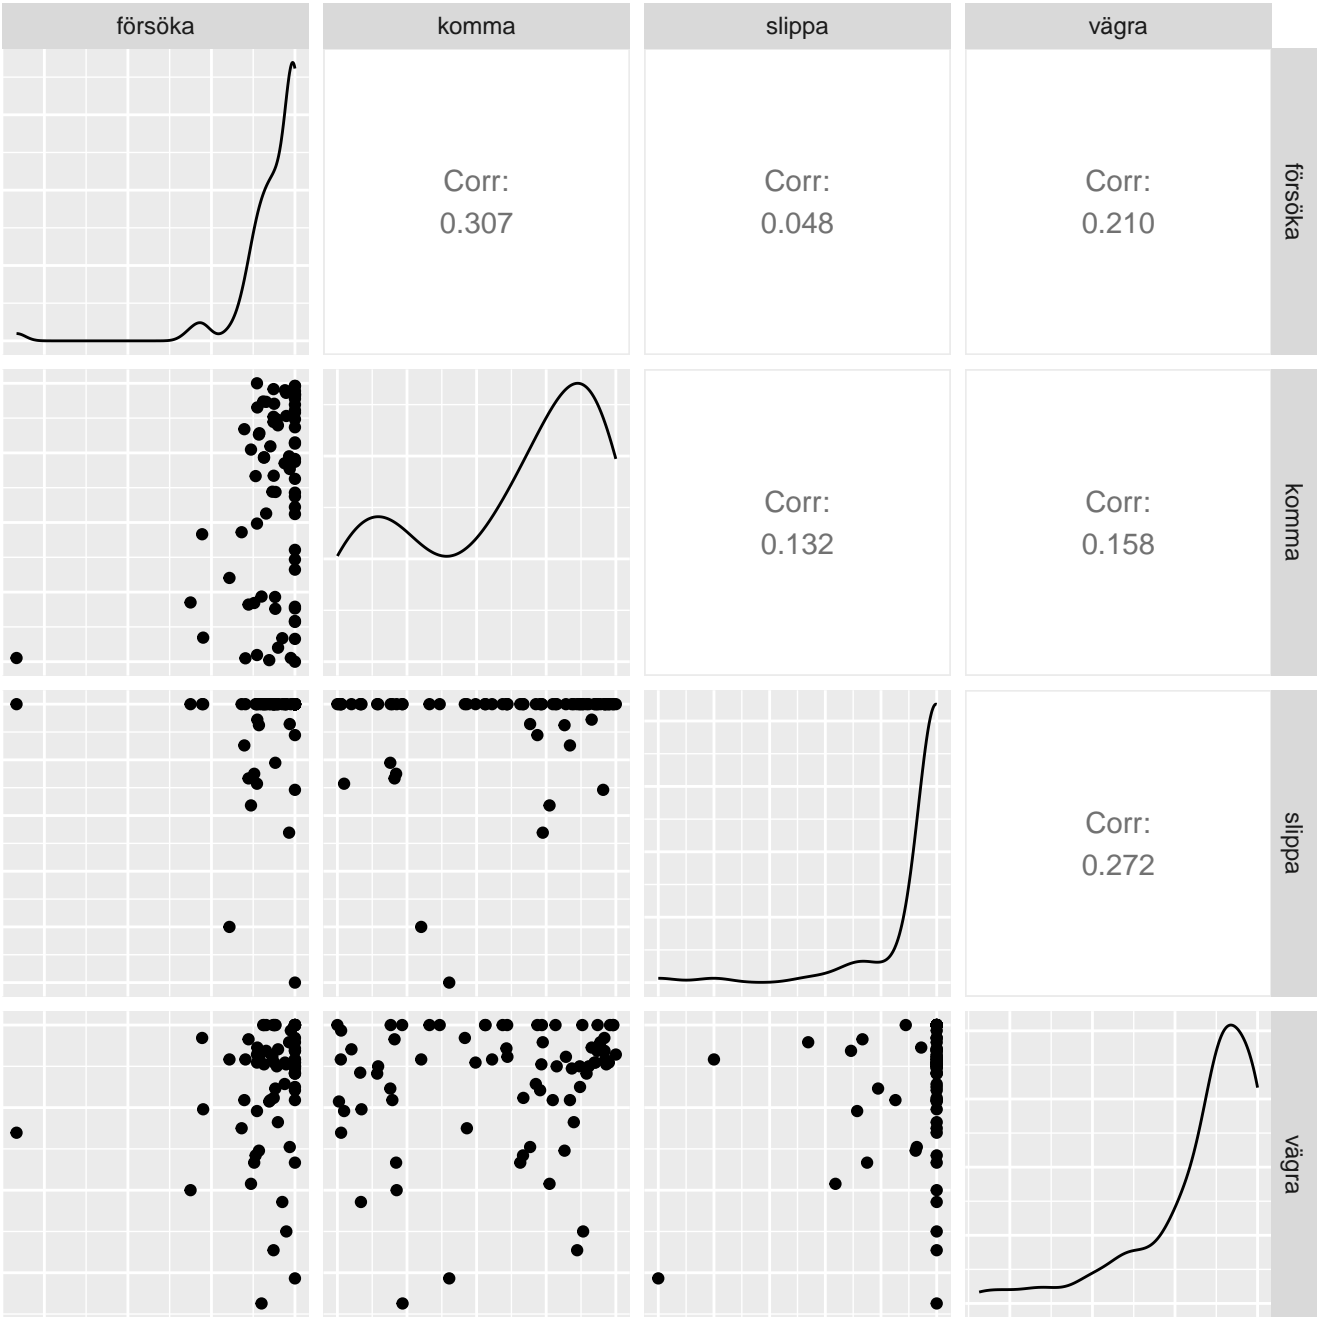 försöka
komma
slippa
vägra
Corr:
0.307
Corr:
0.048
Corr:
0.210
försöka
Corr:
0.132
Corr:
0.158
komma
Corr:
0.272
slippa
vägra